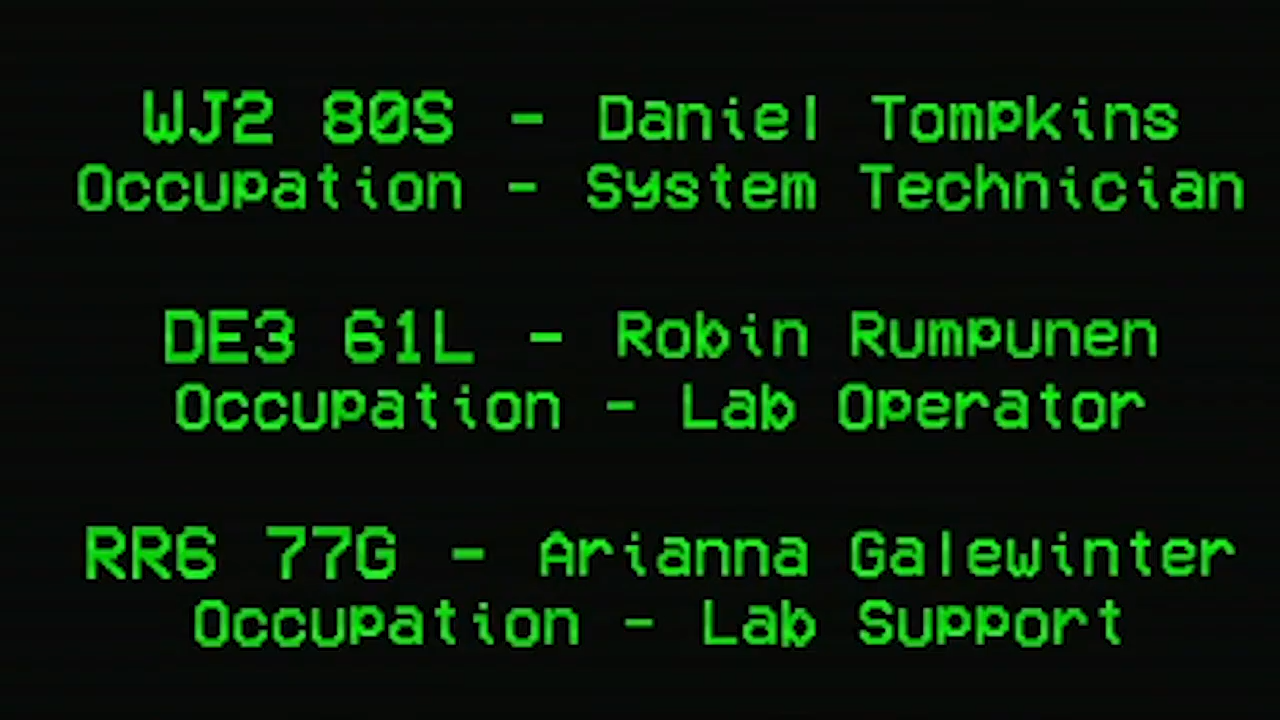 WJ2 80S - Daniel Tompkins
Occupation - System Technician
DE3 61L - Robin Rumpunen
Occupation - Lab Operator
RR6 77G - Arianna Galewinter
Occupation - Lab Support